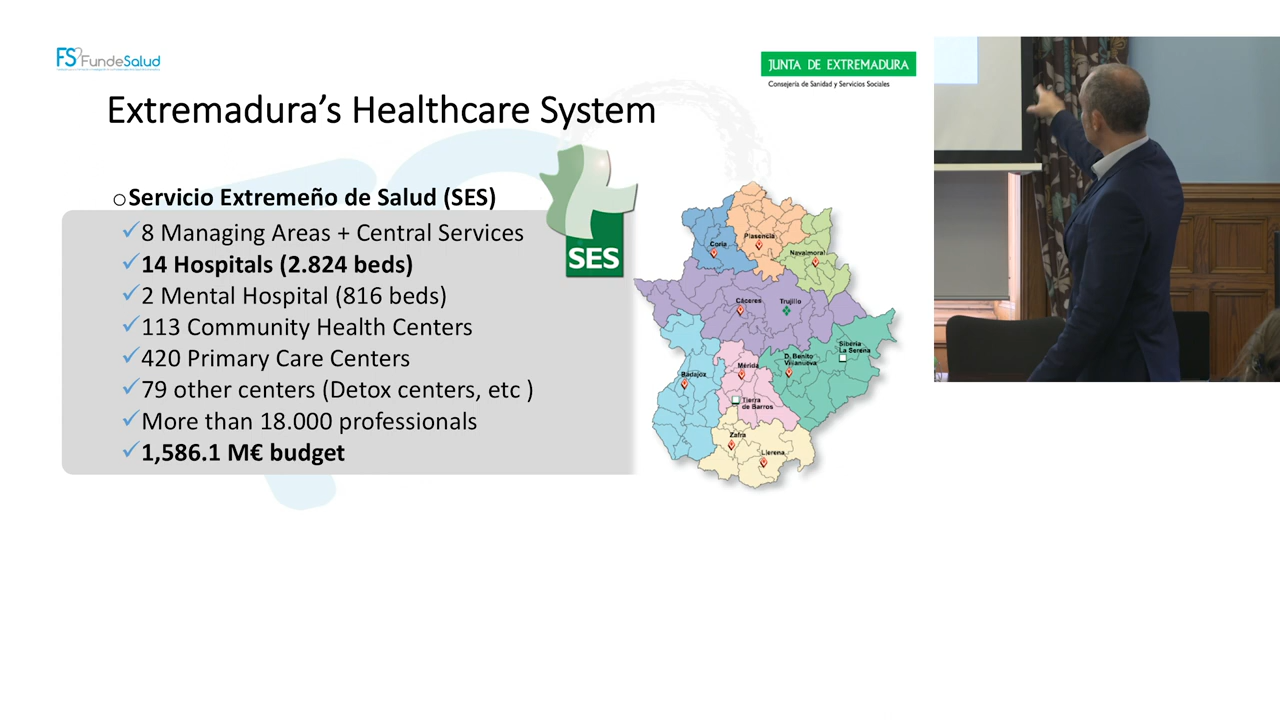 FS FundeSalud
JUNTA DE EXTREMADURA
Consejería de Sanidad y Servicios Sociales
Extremadura’s Healthcare System
oServicio Extremeño de Salud (SES)
✓8 Managing Areas + Central Services
✓14 Hospitals (2.824 beds)
✓2 Mental Hospital (816 beds)
✓113 Community Health Centers
✓420 Primary Care Centers
✓79 other centers (Detox centers, etc )
✓More than 18.000 professionals
✓1,586.1 M€ budget
SES
Plasencia
Coria
Navalmoral
Cáceres
Trujillo
Siberia
La Serena
D. Benito
Villanueva
Mérida
Badajoz
Tierra
de Barros
Zafra
Llerena